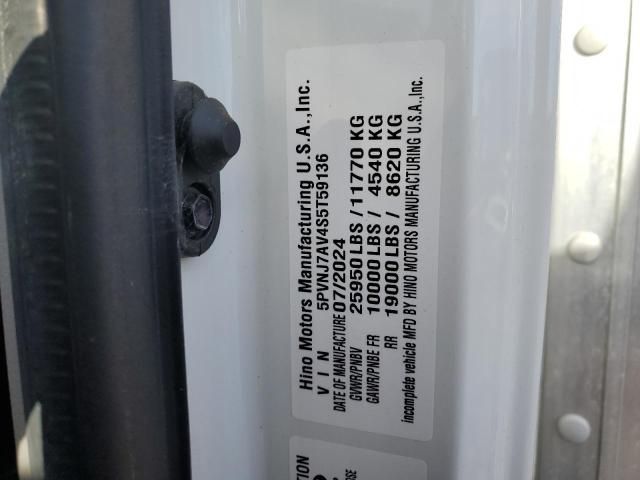 Hino Motors Manufacturing U.S.A.,Inc.
VIN 5PVNJ7AV4S5T59136
DATE OF MANUFACTURE 07/2024
GVWR/PNBV 25950 LBS / 11770 KG
GAWR/PNBE FR 10000 LBS / 4540 KG
RR 19000 LBS / 8620 KG
incomplete vehicle MFD BY HINO MOTORS MANUFACTURING U.S.A.,Inc.